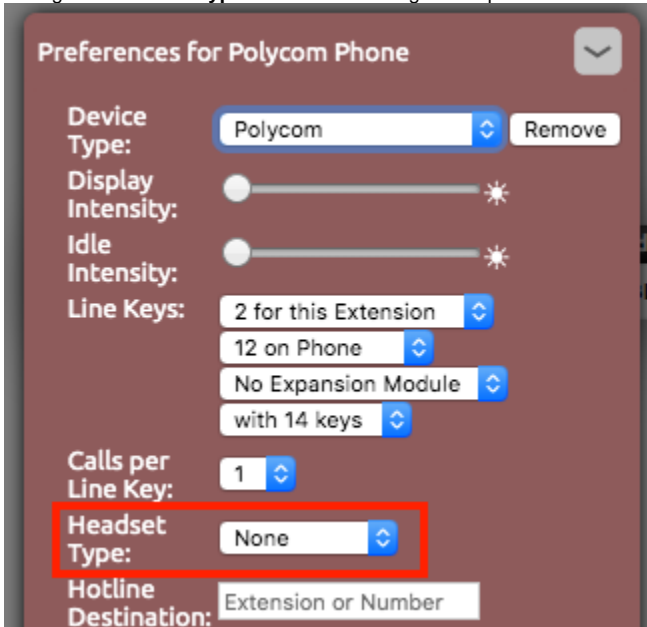 Preferences for Polycom Phone
Device
Type:
Polycom
Remove
Display
Intensity:
Idle
Intensity:
Line Keys:
2 for this Extension
12 on Phone
No Expansion Module
with 14 keys
Calls per
Line Key:
1
Headset
Type:
None
Hotline
Destination:
Extension or Number